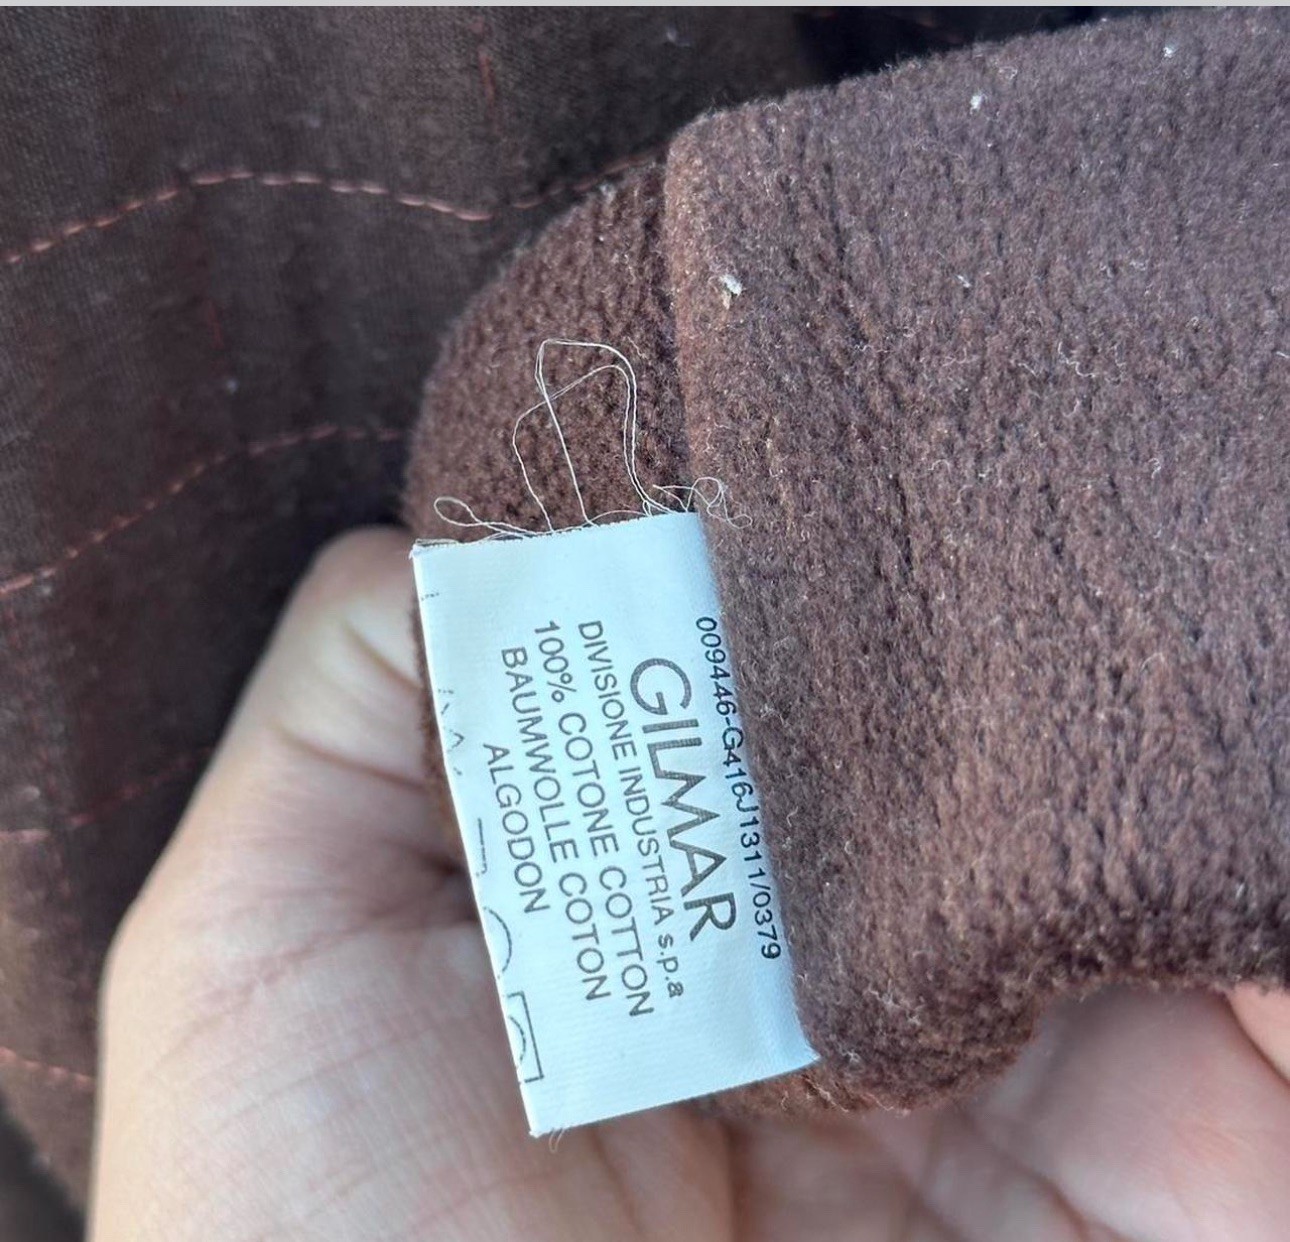 009446-G416J1311/0379
GILMAR
DIVISIONE INDUSTRIA s.p.a
100% COTONE COTTON
BAUMWOLLE COTON
ALGODON